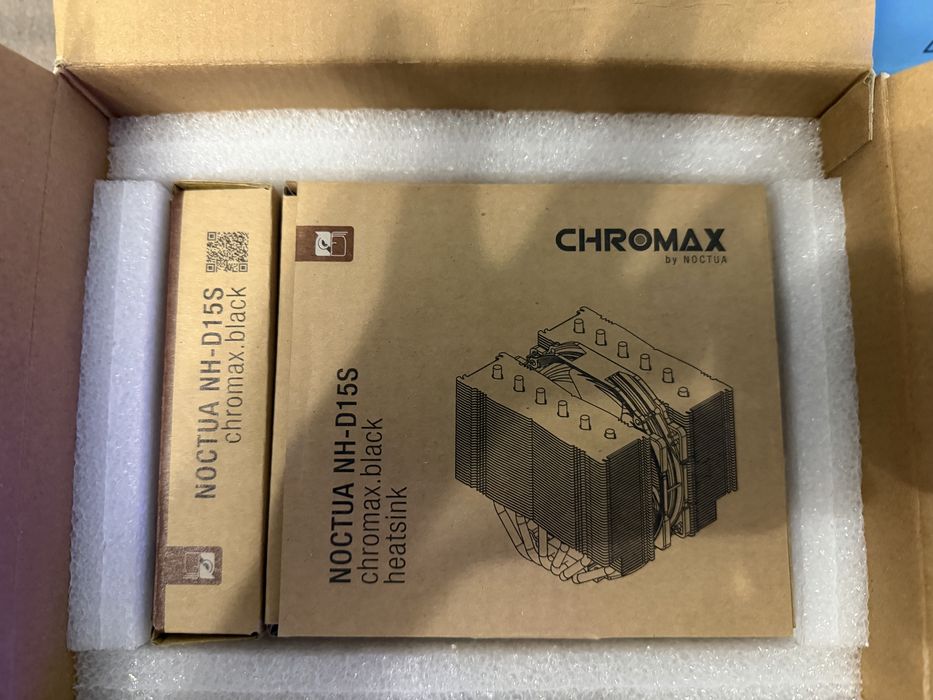 NOCTUA NH-D15S
chromax.black
CHROMAX
by NOCTUA
NOCTUA NH-D15S
chromax.black
heatsink